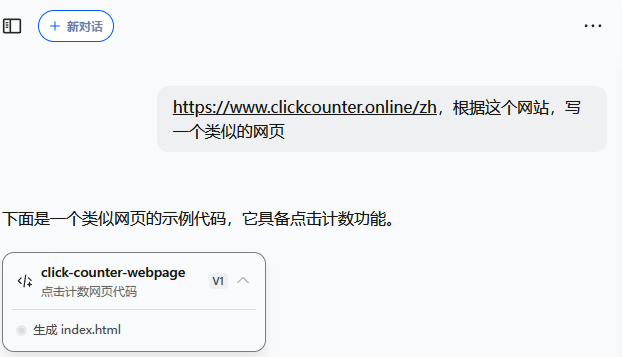 新对话
https://www.clickcounter.online/zh，根据这个网站，写
一个类似的网页
下面是一个类似网页的示例代码，它具备点击计数功能。
click-counter-webpage
V1
点击计数网页代码
生成 index.html